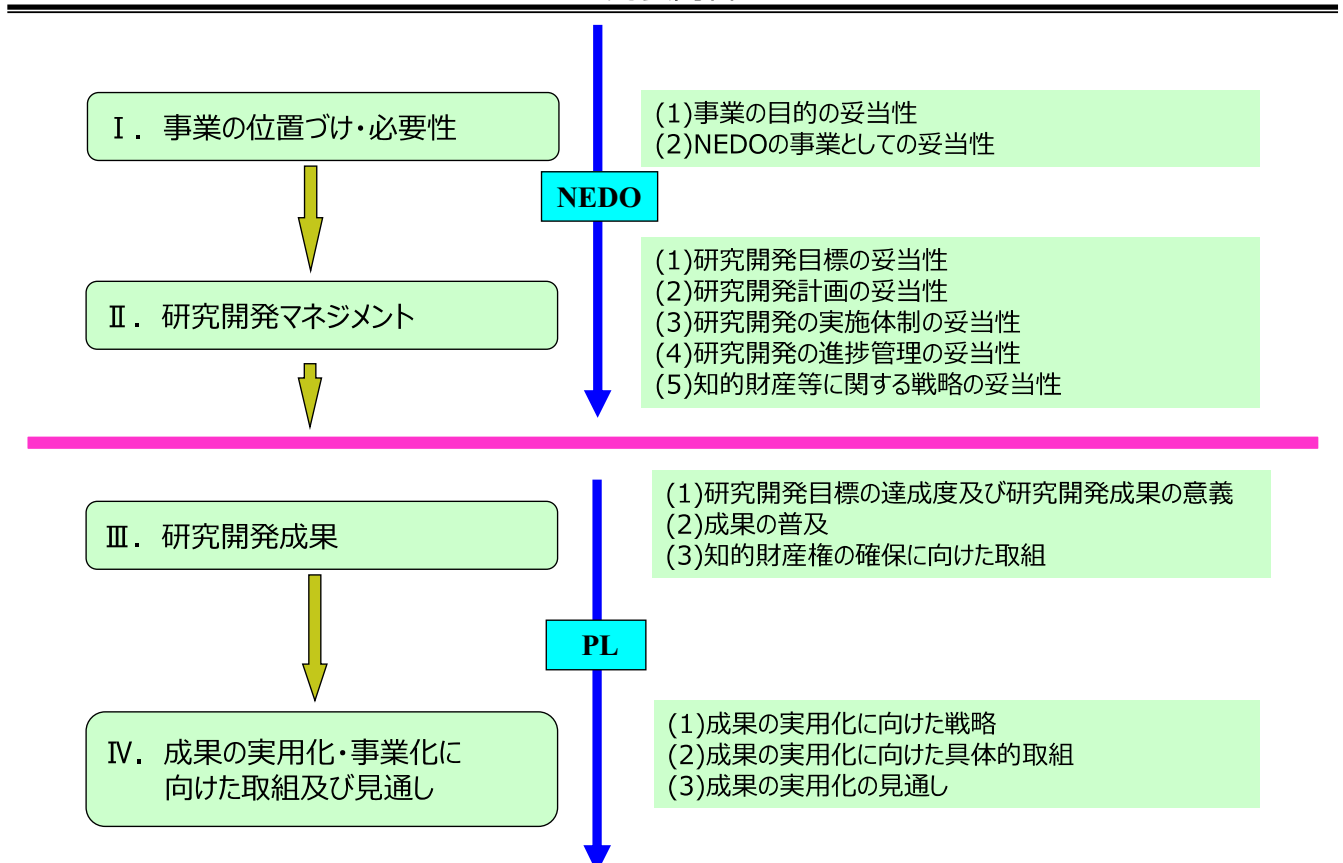 Ⅰ．事業の位置づけ・必要性
(1)事業の目的の妥当性
(2)NEDOの事業としての妥当性
NEDO
Ⅱ．研究開発マネジメント
(1)研究開発目標の妥当性
(2)研究開発計画の妥当性
(3)研究開発の実施体制の妥当性
(4)研究開発の進捗管理の妥当性
(5)知的財産等に関する戦略の妥当性
Ⅲ．研究開発成果
(1)研究開発目標の達成度及び研究開発成果の意義
(2)成果の普及
(3)知的財産権の確保に向けた取組
PL
Ⅳ．成果の実用化・事業化に
向けた取組及び見通し
(1)成果の実用化に向けた戦略
(2)成果の実用化に向けた具体的取組
(3)成果の実用化の見通し